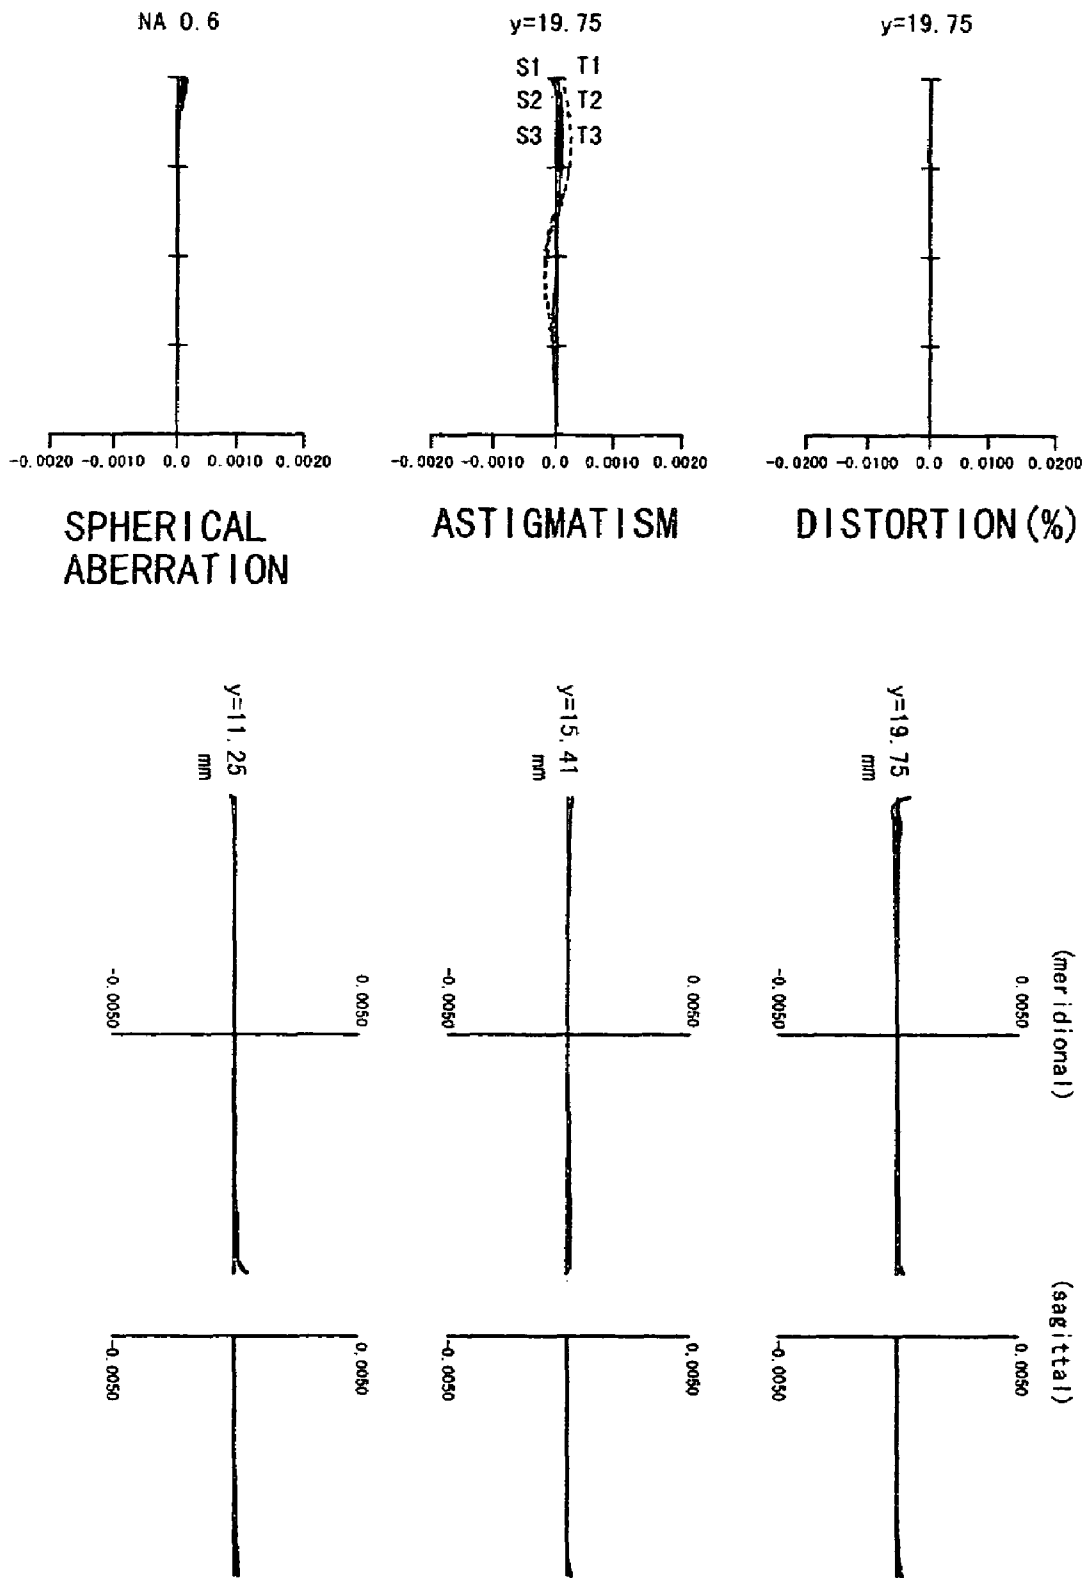 NA 0.6
y=19.75
y=19.75
S1 T1
S2 T2
S3 T3
-0.0020 -0.0010 0.0 0.0010 0.0020
-0.0020 -0.0010 0.0 0.0010 0.0020
-0.0200 -0.0100 0.0 0.0100 0.0200
SPHERICAL
ABERRATION
ASTIGMATISM
DISTORTION(%)
y=11.25
mm
y=15.41
mm
y=19.75
mm
-0.0050 0.0050
-0.0050 0.0050
-0.0050 0.0050
(meridional)
-0.0050 0.0050
-0.0050 0.0050
-0.0050 0.0050
(sagittal)